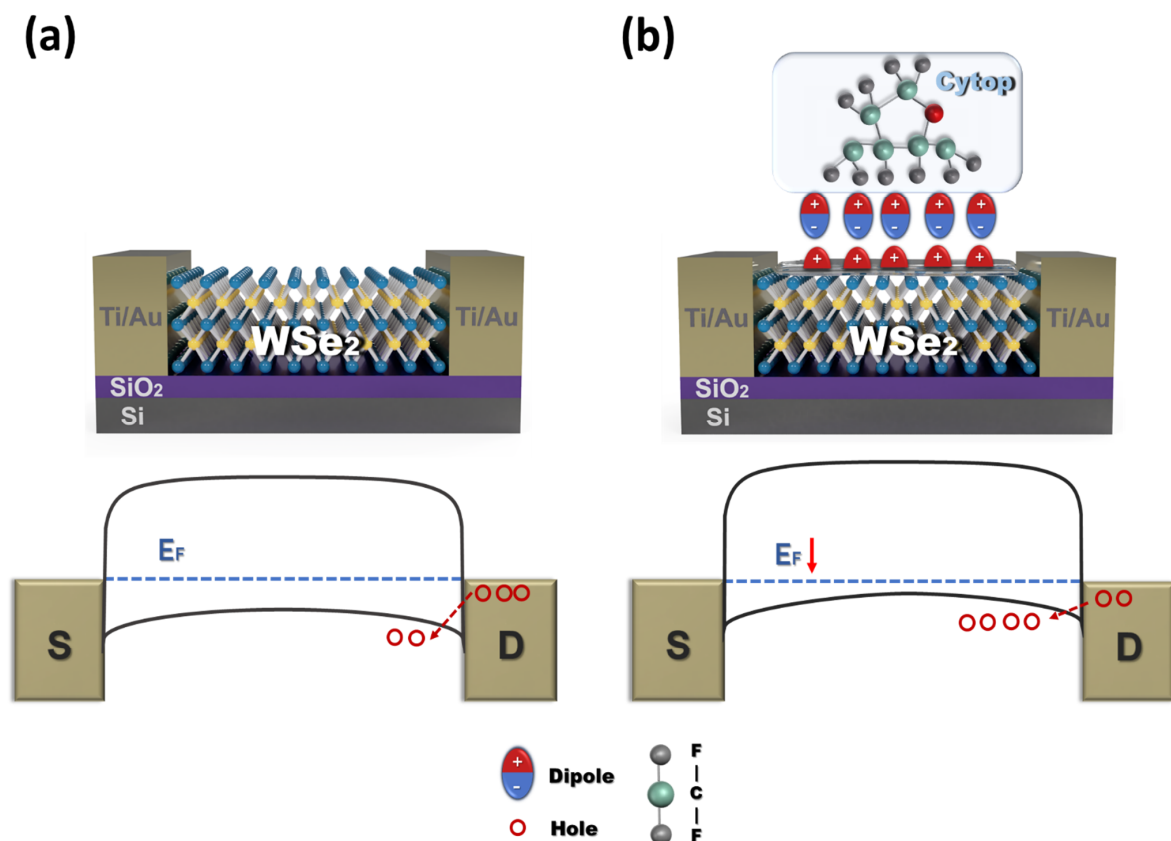 (a)
(b)
Cytop
+ + + + +
- - - - -
+ + + + +
Ti/Au
WSe2
Ti/Au
SiO2
Si
Ti/Au
WSe2
Ti/Au
SiO2
Si
EF
S
D
EF
S
D
+
-
Dipole
Hole
F
C
F